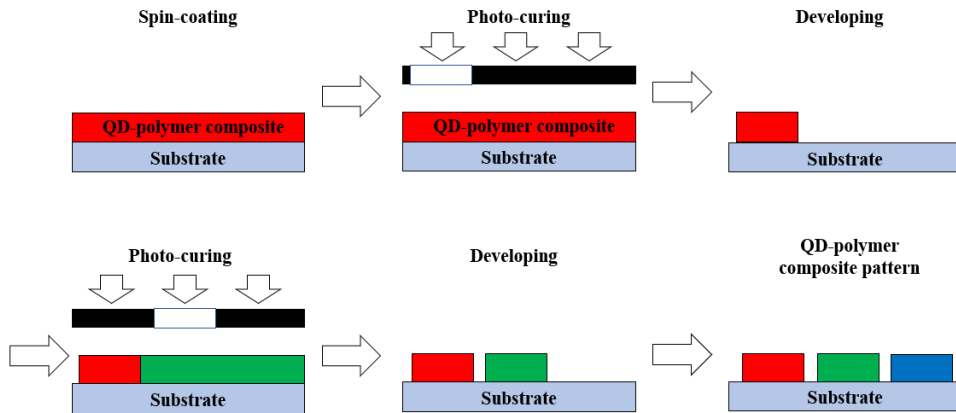 Spin-coating
Photo-curing
Developing
QD-polymer composite
QD-polymer composite
Substrate
Substrate
Substrate
Photo-curing
Developing
QD-polymer
composite pattern
Substrate
Substrate
Substrate